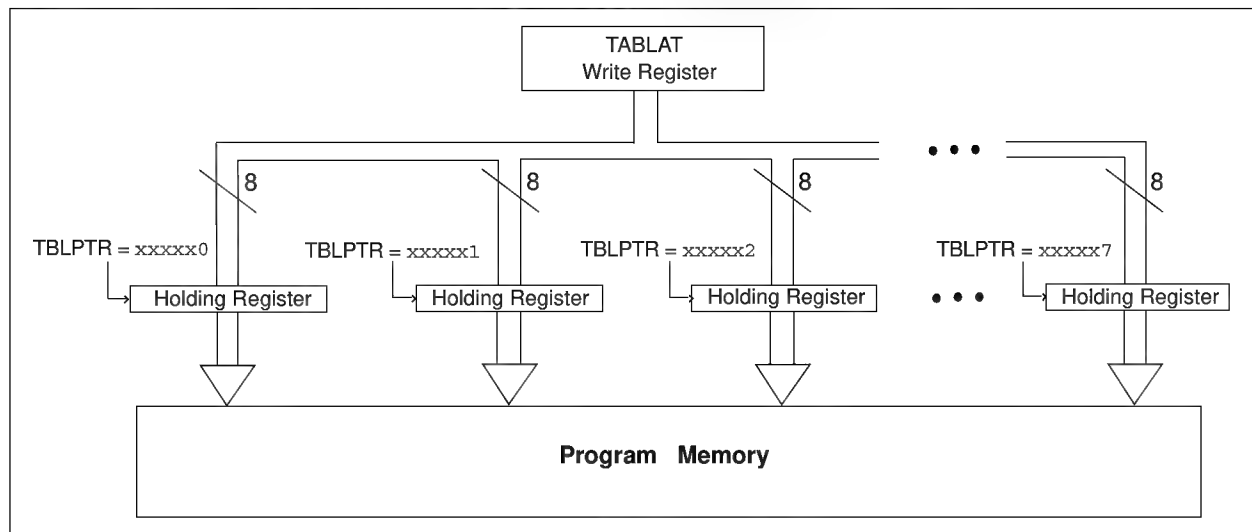 TABLAT
Write Register
8 8 8 8
TBLPTR = xxxxx0 TBLPTR = xxxxx1 TBLPTR = xxxxx2 TBLPTR = xxxxx7
Holding Register Holding Register Holding Register Holding Register
Program Memory